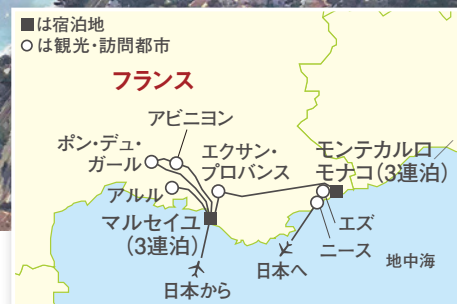 ■は宿泊地
○は観光・訪問都市
フランス
アビニヨン
ポン・デュ・
ガール
エクサン・
プロバンス
モンテカルロ
モナコ(3連泊)
アルル
マルセイユ
(3連泊)
エズ
ニース
地中海
日本へ
日本から